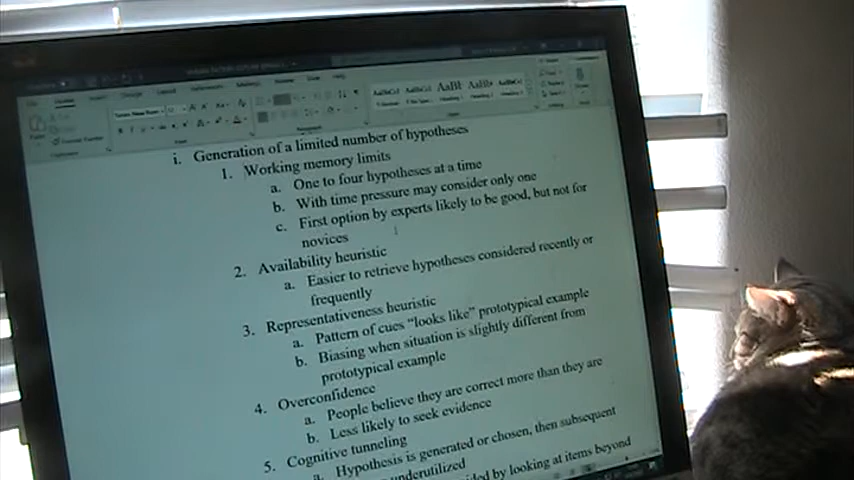 i. Generation of a limited number of hypotheses
1. Working memory limits
a. One to four hypotheses at a time
b. With time pressure may consider only one
c. First option by experts likely to be good, but not for
novices
2. Availability heuristic
a. Easier to retrieve hypotheses considered recently or
frequently
3. Representativeness heuristic
a. Pattern of cues “looks like” prototypical example
b. Biasing when situation is slightly different from
prototypical example
4. Overconfidence
a. People believe they are correct more than they are
b. Less likely to seek evidence
5. Cognitive tunneling
a. Hypothesis is generated or chosen, then subsequent
underutilized
by looking at items beyond